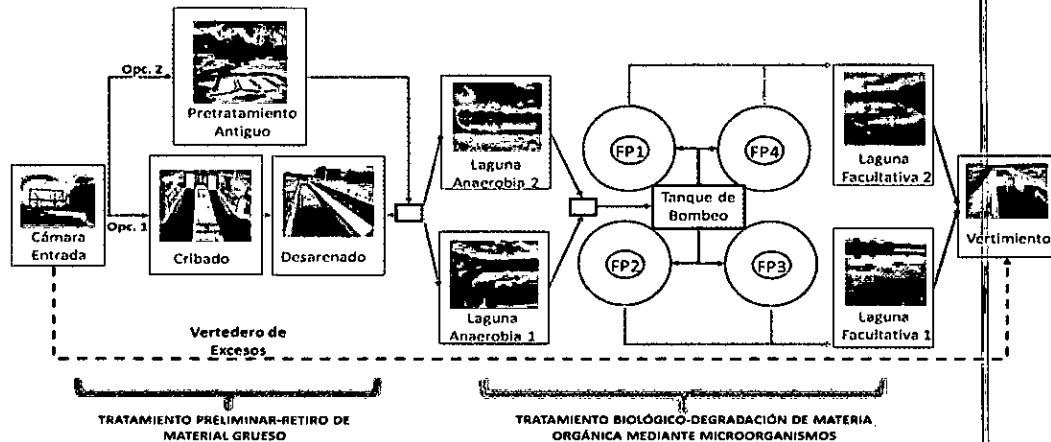 Opc. 2
Pretratamiento
Antiguo
Cámara
Entrada
Opc. 1
Cribado
Desarenado
Laguna
Anaerobia 2
Laguna
Anaerobia 1
FP1
FP4
Tanque de
Bombeo
FP2
FP3
Laguna
Facultativa 2
Laguna
Facultativa 1
Vertimiento
Vertedero de
Excesos
TRATAMIENTO PRELIMINAR-RETIRO DE
MATERIAL GRUESO
TRATAMIENTO BIOLÓGICO-DEGRADACIÓN DE MATERIA
ORGÁNICA MEDIANTE MICROORGANISMOS